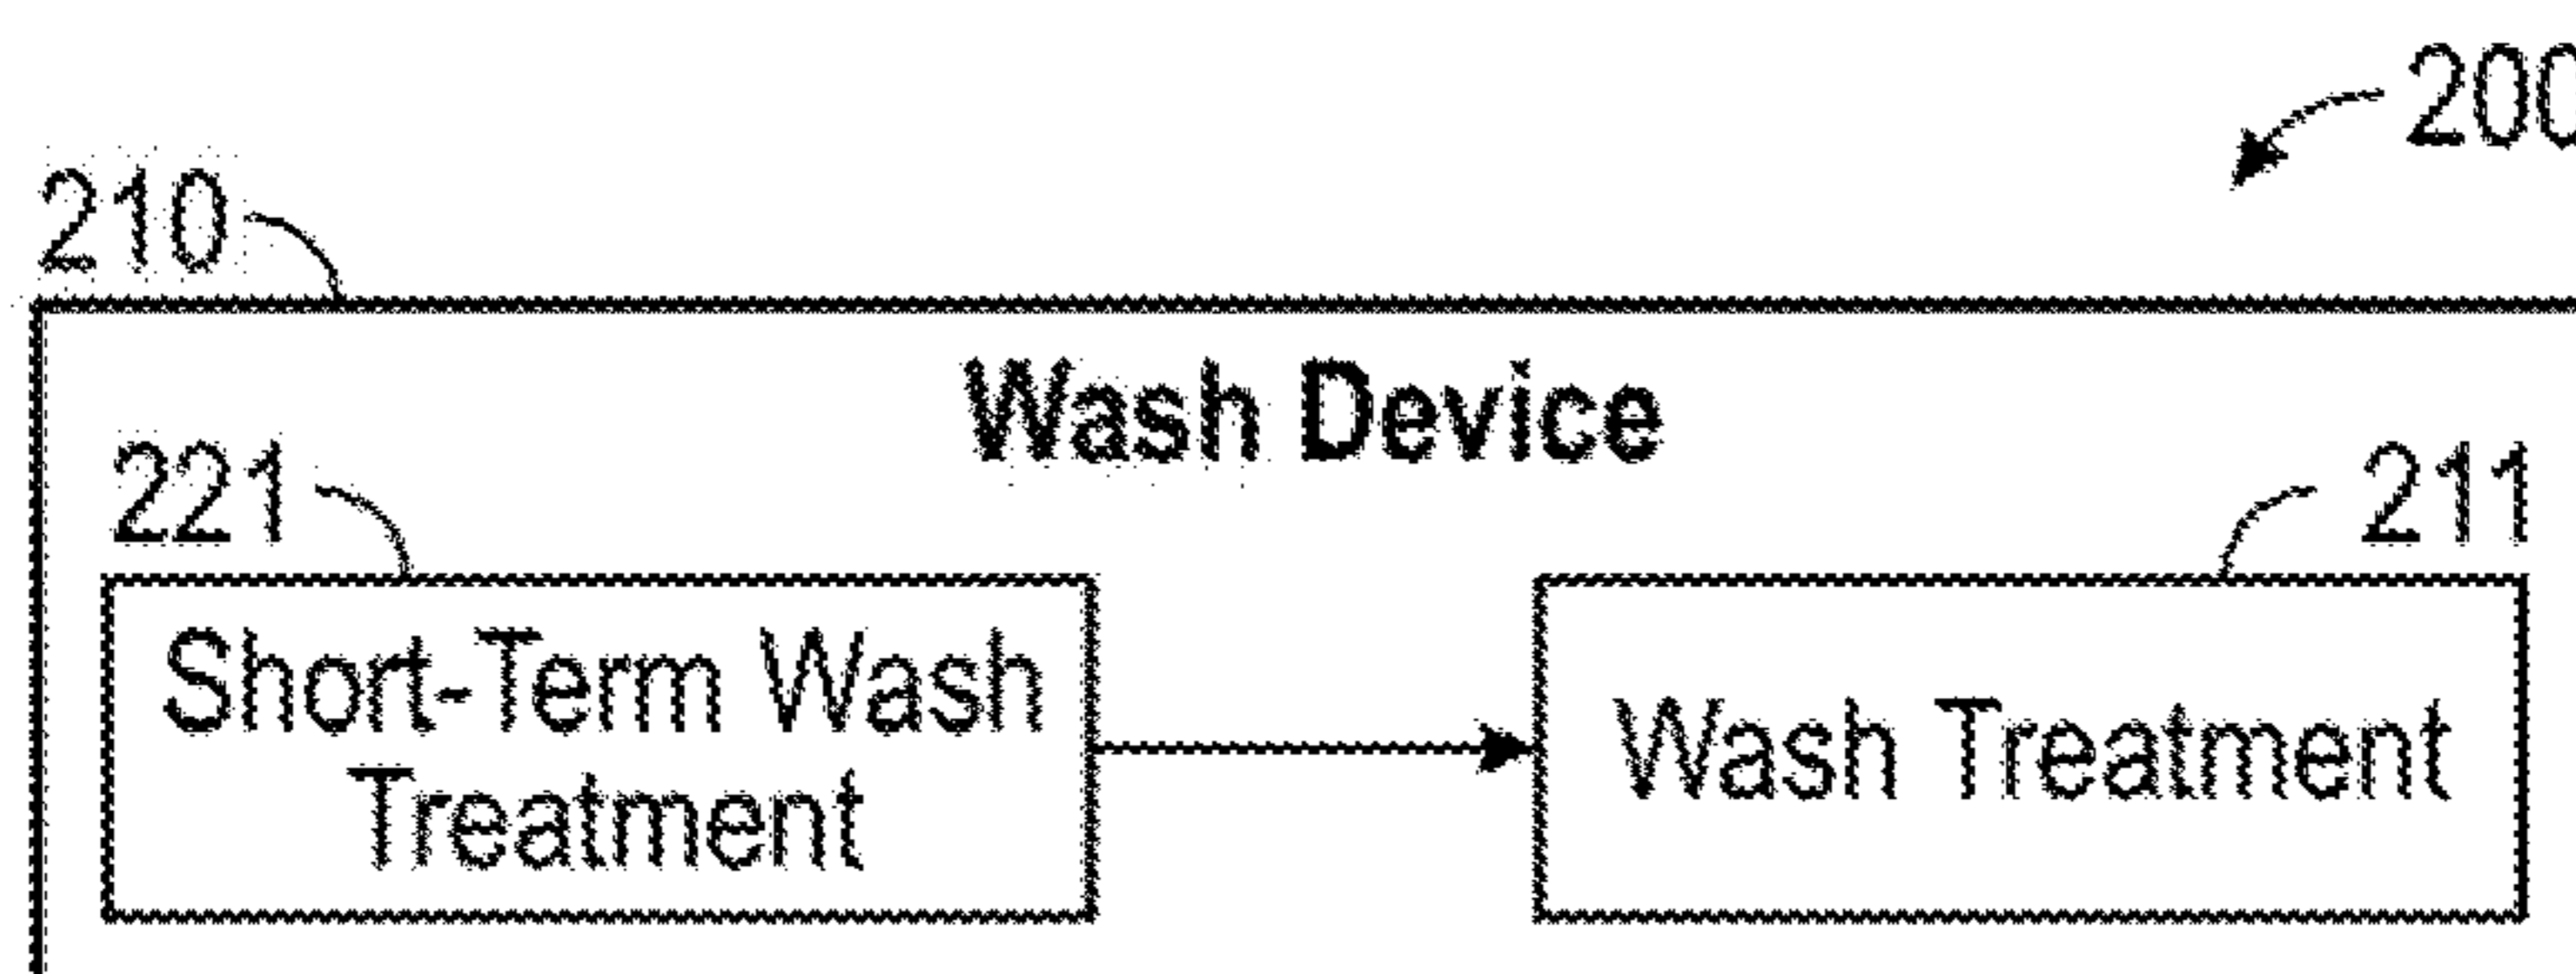 200
210
Wash Device
221
211
Short-Term Wash
Treatment
Wash Treatment